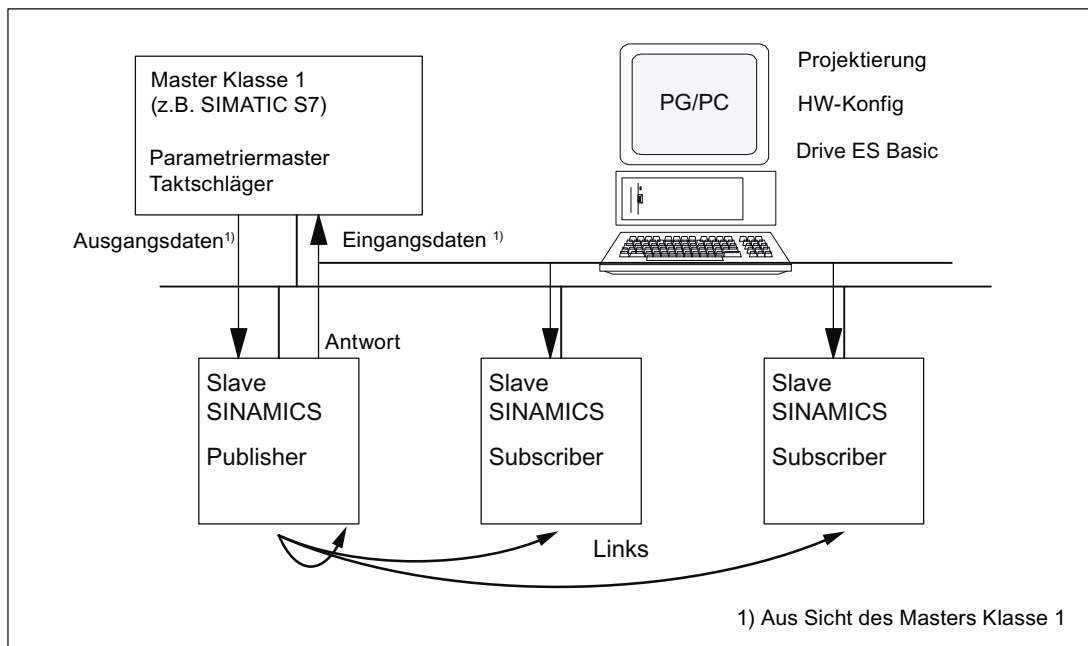 Master Klasse 1
(z.B. SIMATIC S7)
Parametriermaster
Taktschläger
PG/PC
Projektierung
HW-Konfig
Drive ES Basic
Ausgangsdaten1)
Eingangsdaten 1)
Antwort
Slave
SINAMICS
Publisher
Slave
SINAMICS
Subscriber
Slave
SINAMICS
Subscriber
Links
1) Aus Sicht des Masters Klasse 1